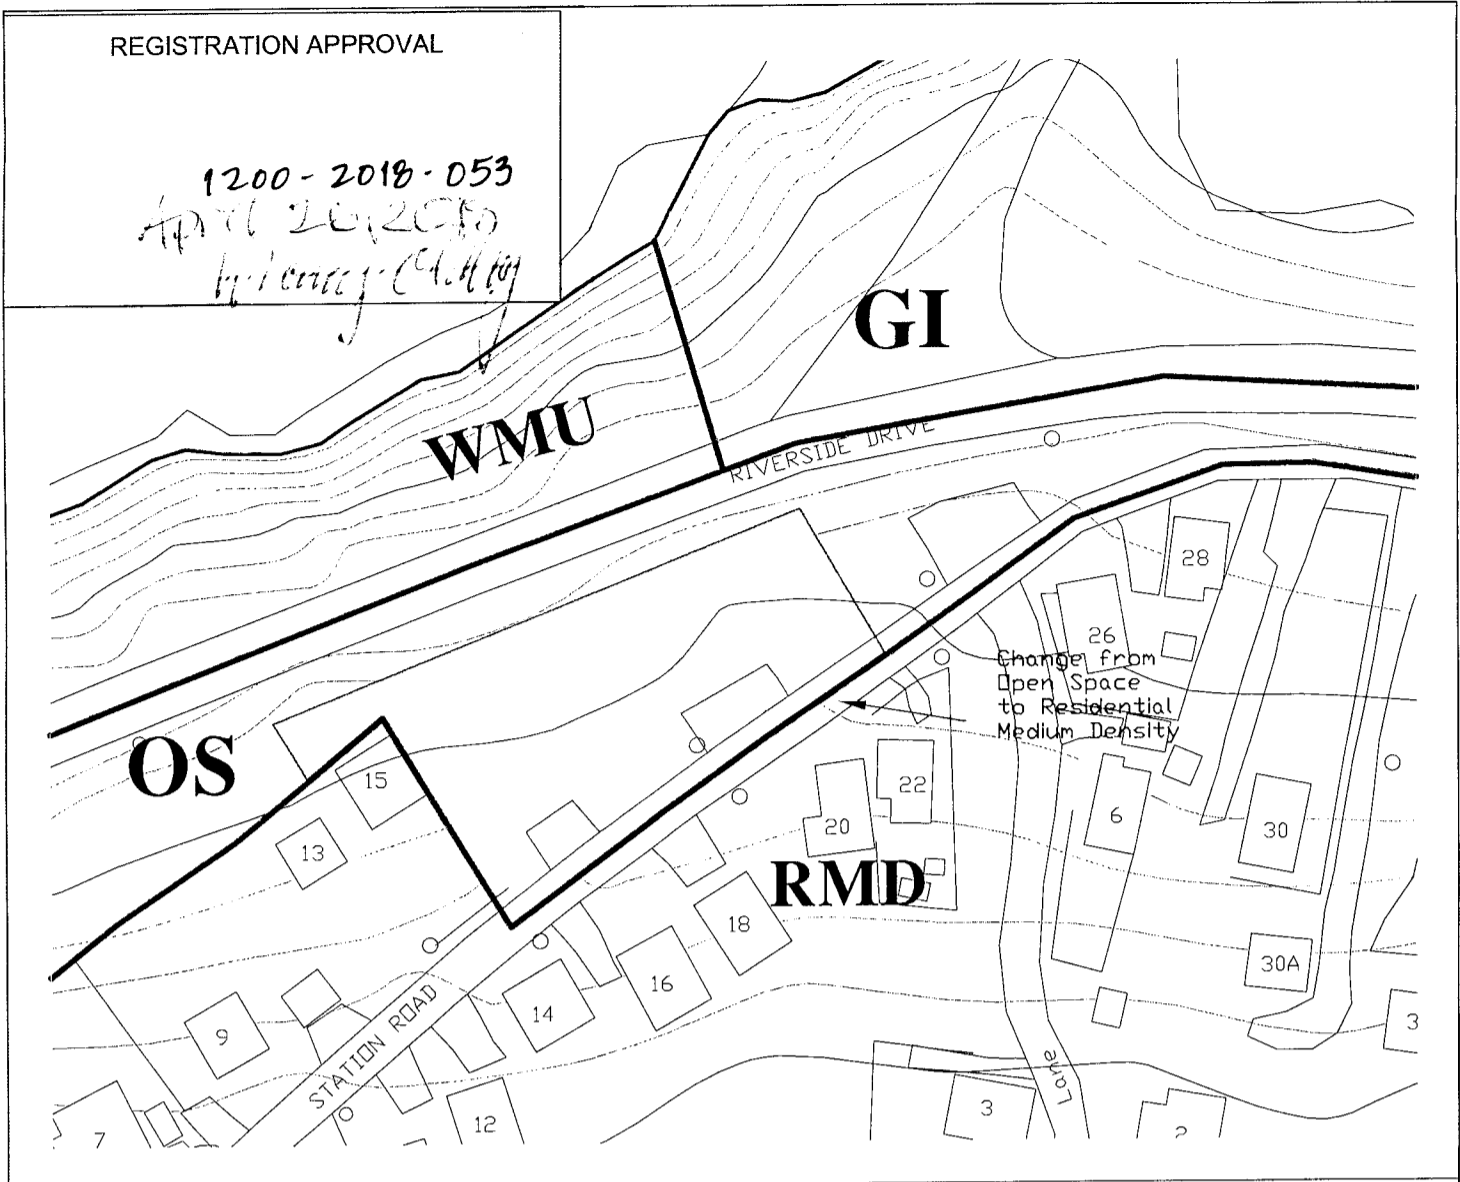 REGISTRATION APPROVAL
1200-2018-053
GI
WMU
RIVERSIDE DRIVE
28
26
Change from
Open Space
to Residential
Medium Density
OS
15
22
6
20
30
13
RMD
18
30A
16
14
9
STATION ROAD
3
Lane
3
12
7
2